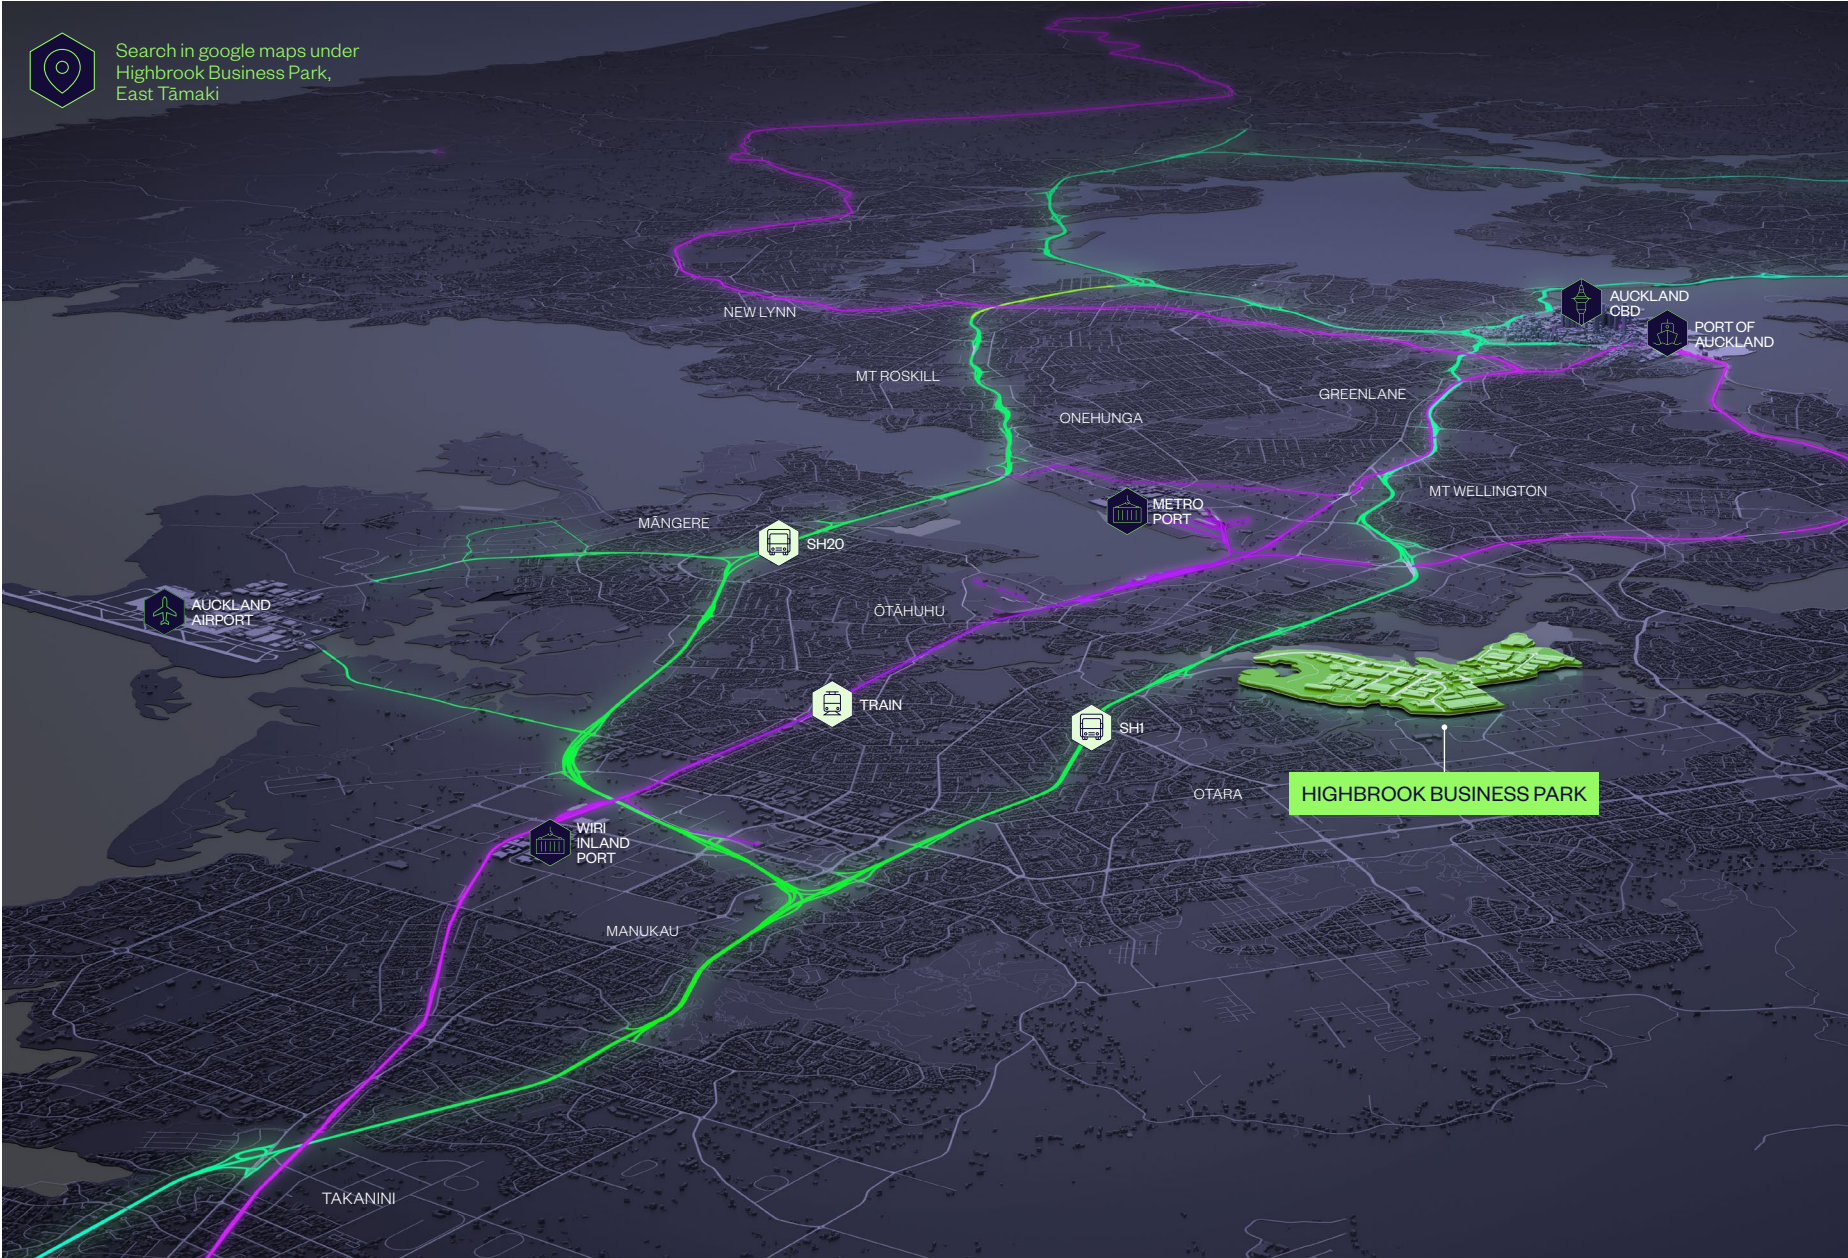 Search in google maps under
Highbrook Business Park,
East Tāmaki
AUCKLAND
CBD
PORT OF
AUCKLAND
NEW LYNN
MT ROSKILL
GREENLANE
ONEHUNGA
MT WELLINGTON
METRO
PORT
MĀNGERE
SH20
AUCKLAND
AIRPORT
ŌTĀHUHU
TRAIN
SH1
OTARA
HIGHBROOK BUSINESS PARK
WIRI
INLAND
PORT
MANUKAU
TAKANINI